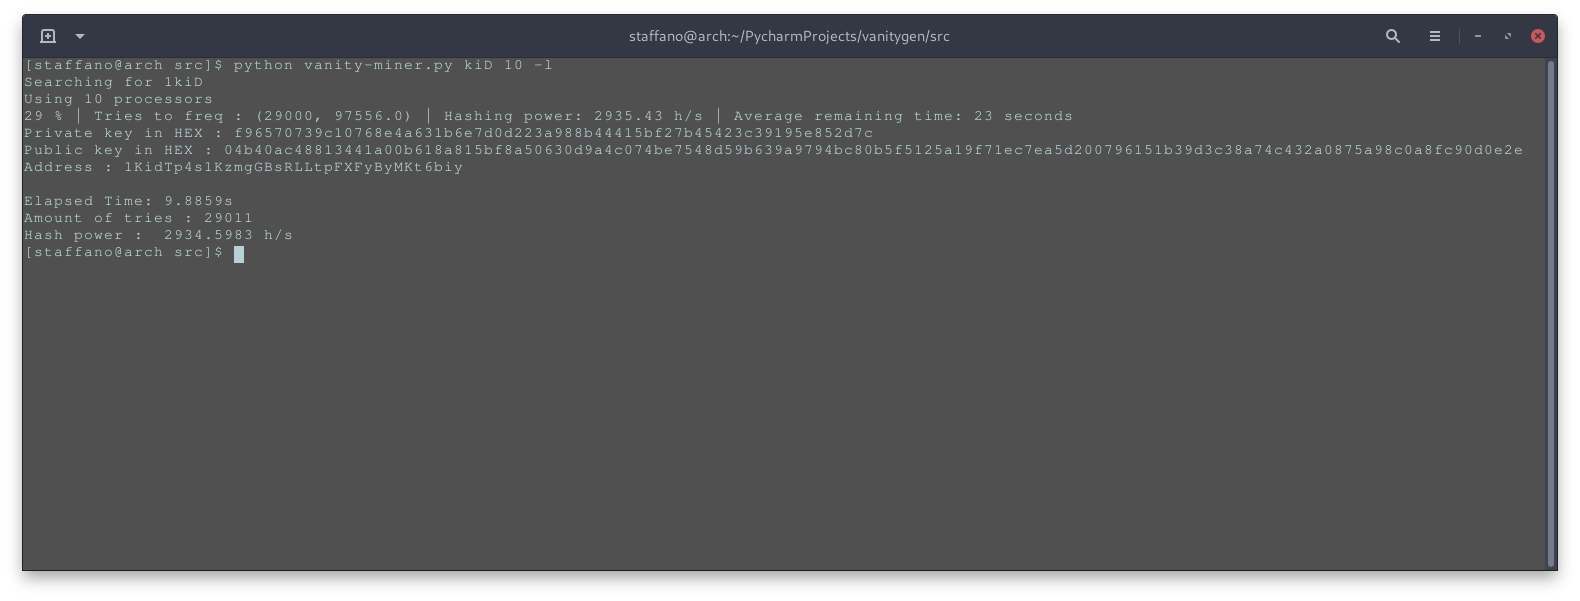 staffano@arch:~/PycharmProjects/vanitygen/src
[staffano@arch src]$ python vanity-miner.py kiD 10 -l
Searching for 1kiD
Using 10 processors
29 % | Tries to freq : (29000, 97556.0) | Hashing power: 2935.43 h/s | Average remaining time: 23 seconds
Private key in HEX : f96570739c10768e4a631b6e7d0d223a988b44415bf27b45423c39195e852d7c
Public key in HEX : 04b40ac48813441a00b618a815bf8a50630d9a4c074be7548d59b639a9794bc80b5f5125a19f71ec7ea5d200796151b39d3c38a74c432a0875a98c0a8fc90d0e2e
Address : 1KidTp4s1KzmgGBsRLLtpFXFyByMKt6biy
Elapsed Time: 9.8859s
Amount of tries : 29011
Hash power :  2934.5983 h/s
[staffano@arch src]$